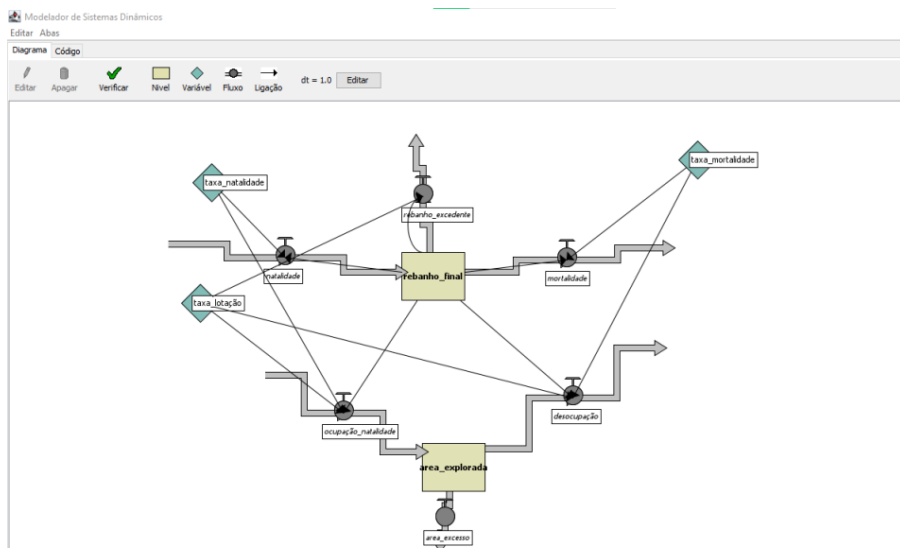 Modelador de Sistemas Dinâmicos
Editar Abas
Diagrama Código
Editar Apagar Verificar Nivel Variável Fluxo Ligação dt = 1.0 Editar
taxa_mortalidade
taxa_natalidade
rebanho_excedente
natalidade
rebanho_final
mortalidade
taxa_lotação
desocupação
ocupação_natalidade
area_explorada
area_excesso